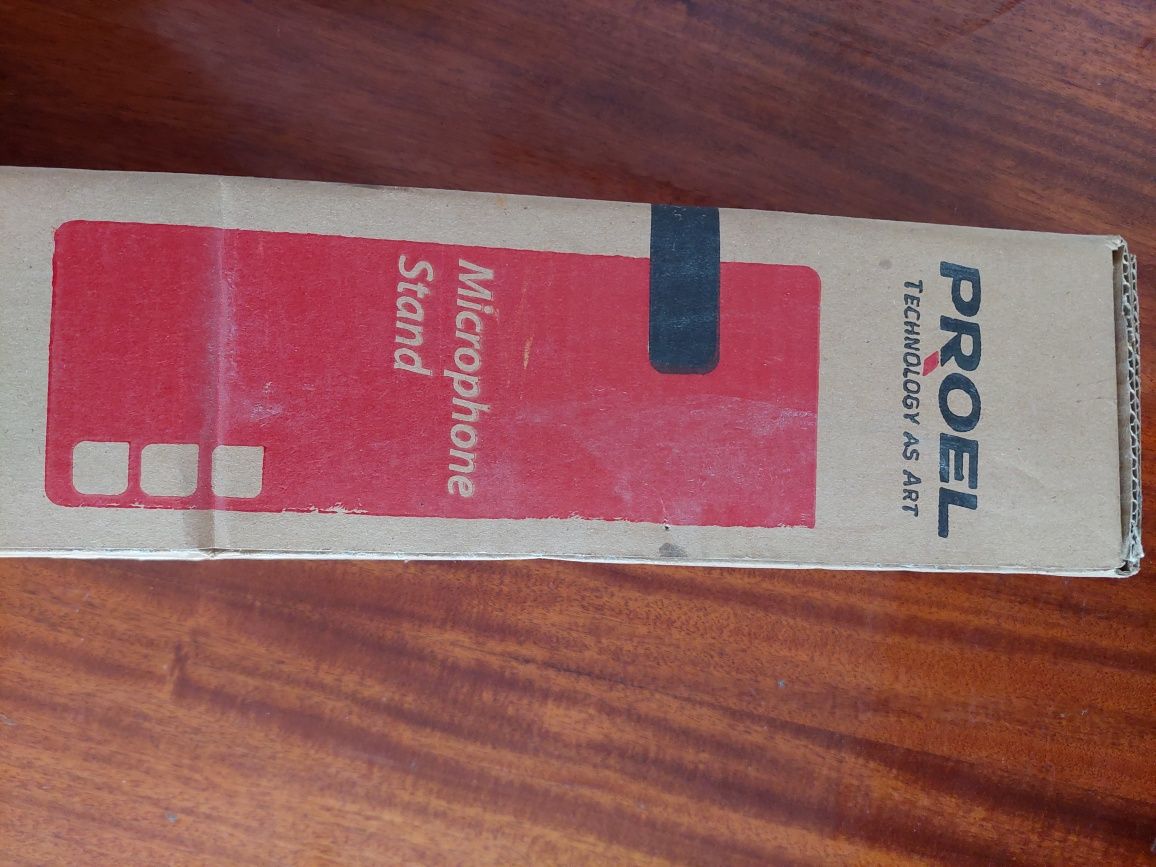 PROEL
TECHNOLOGY AS ART
Microphone
Stand